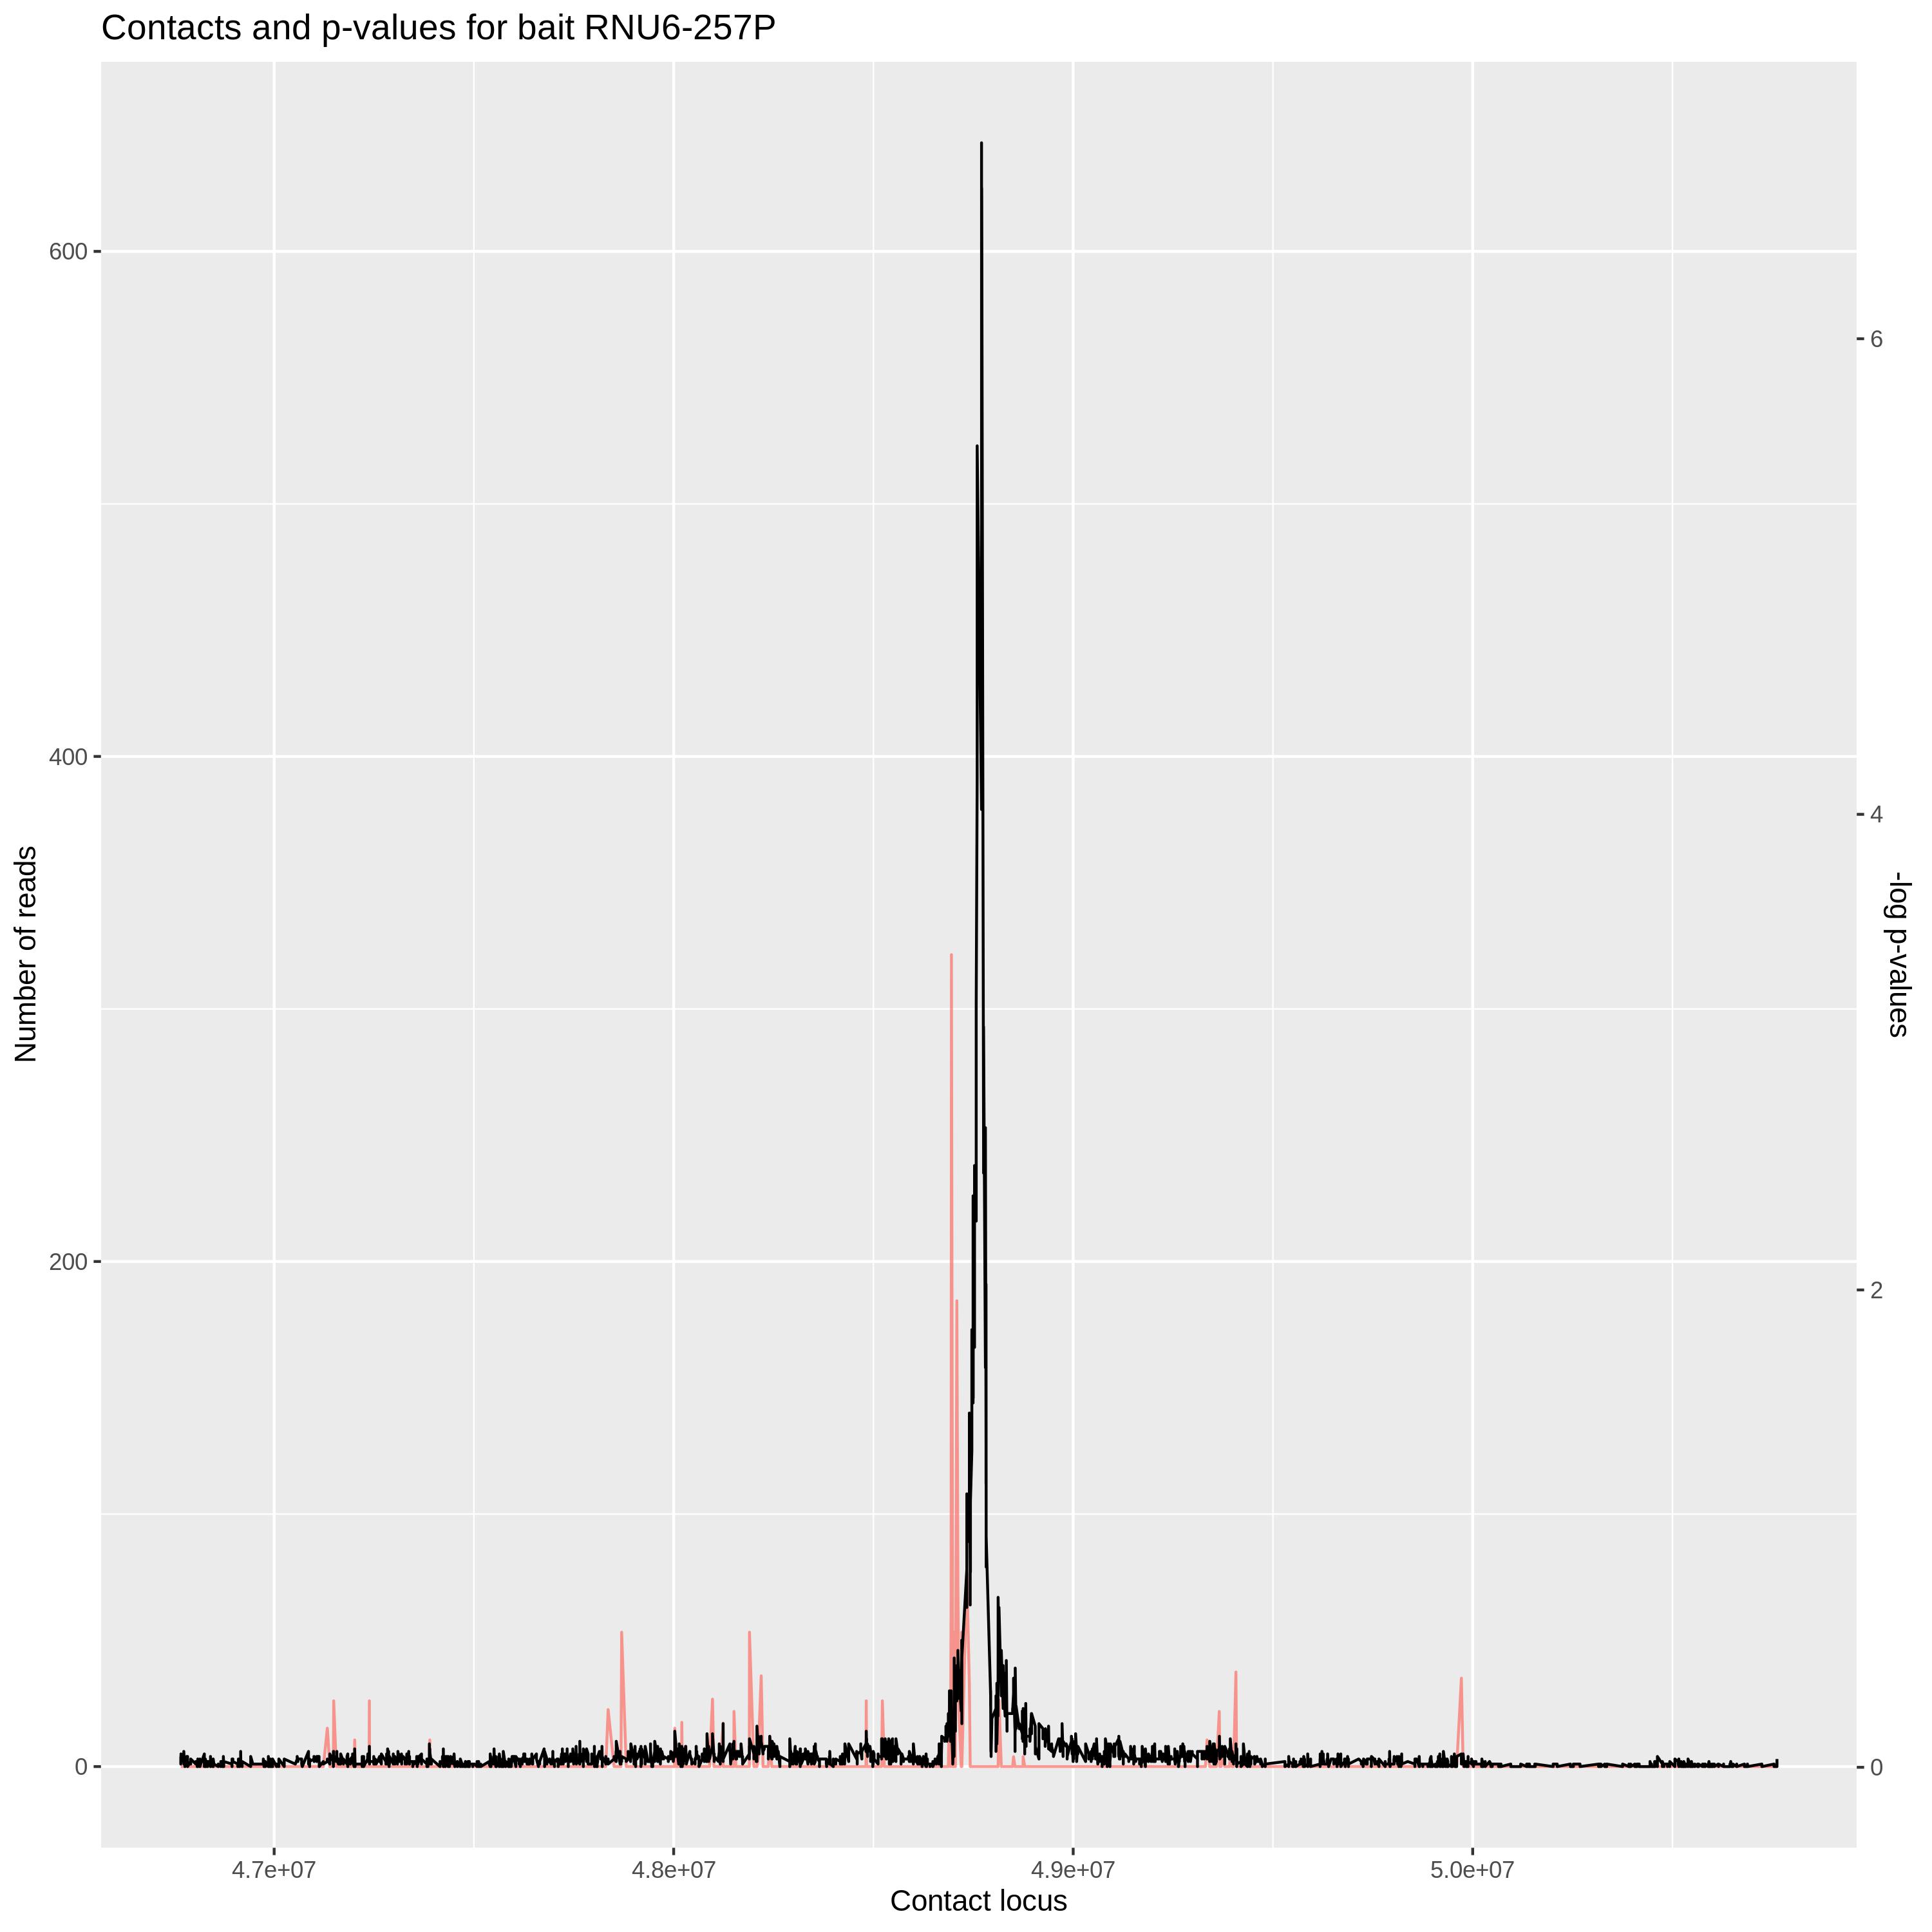 Contacts and p-values for bait RNU6-257P
600
400
200
0
Number of reads
6
4
2
0
-log p-values
4.7e+07
4.8e+07
4.9e+07
5.0e+07
Contact locus